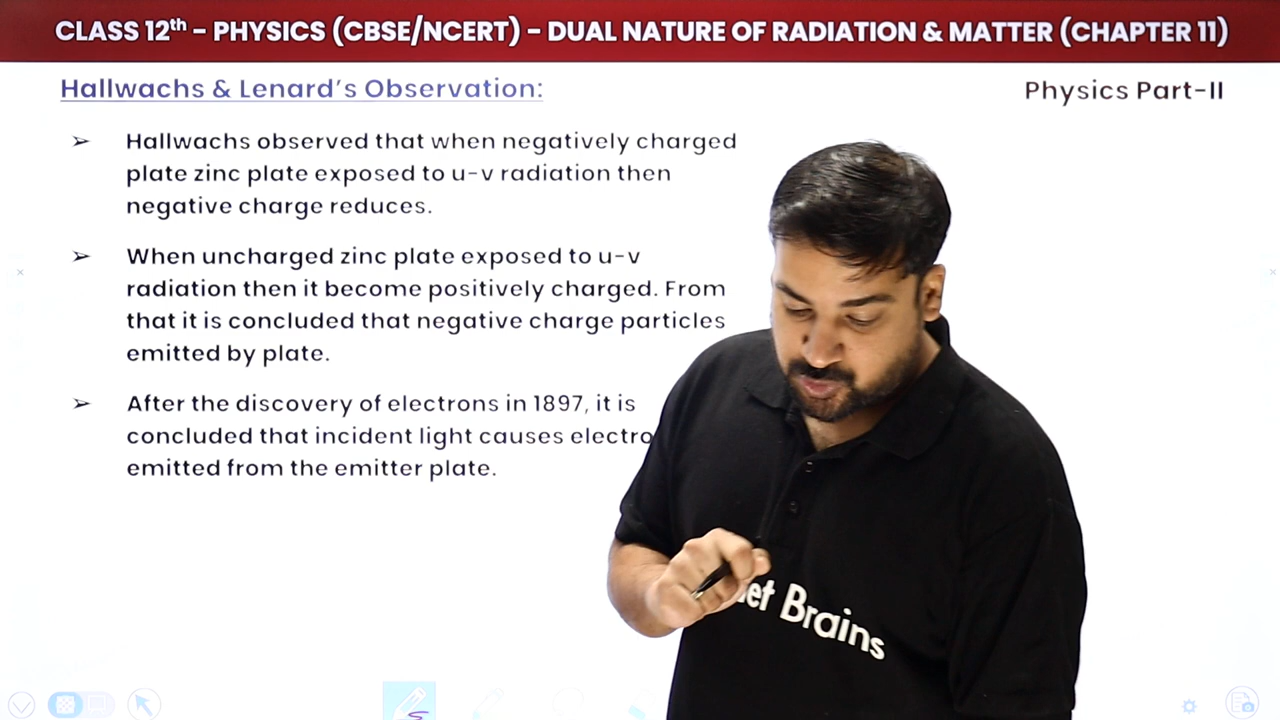 CLASS 12th - PHYSICS (CBSE/NCERT) - DUAL NATURE OF RADIATION & MATTER (CHAPTER 11)
Hallwachs & Lenard's Observation:
Physics Part-II
➢ Hallwachs observed that when negatively charged
plate zinc plate exposed to u-v radiation then
negative charge reduces.
➢ When uncharged zinc plate exposed to u-v
radiation then it become positively charged. From
that it is concluded that negative charge particles
emitted by plate.
➢ After the discovery of electrons in 1897, it is
concluded that incident light causes electro
emitted from the emitter plate.
et Brains